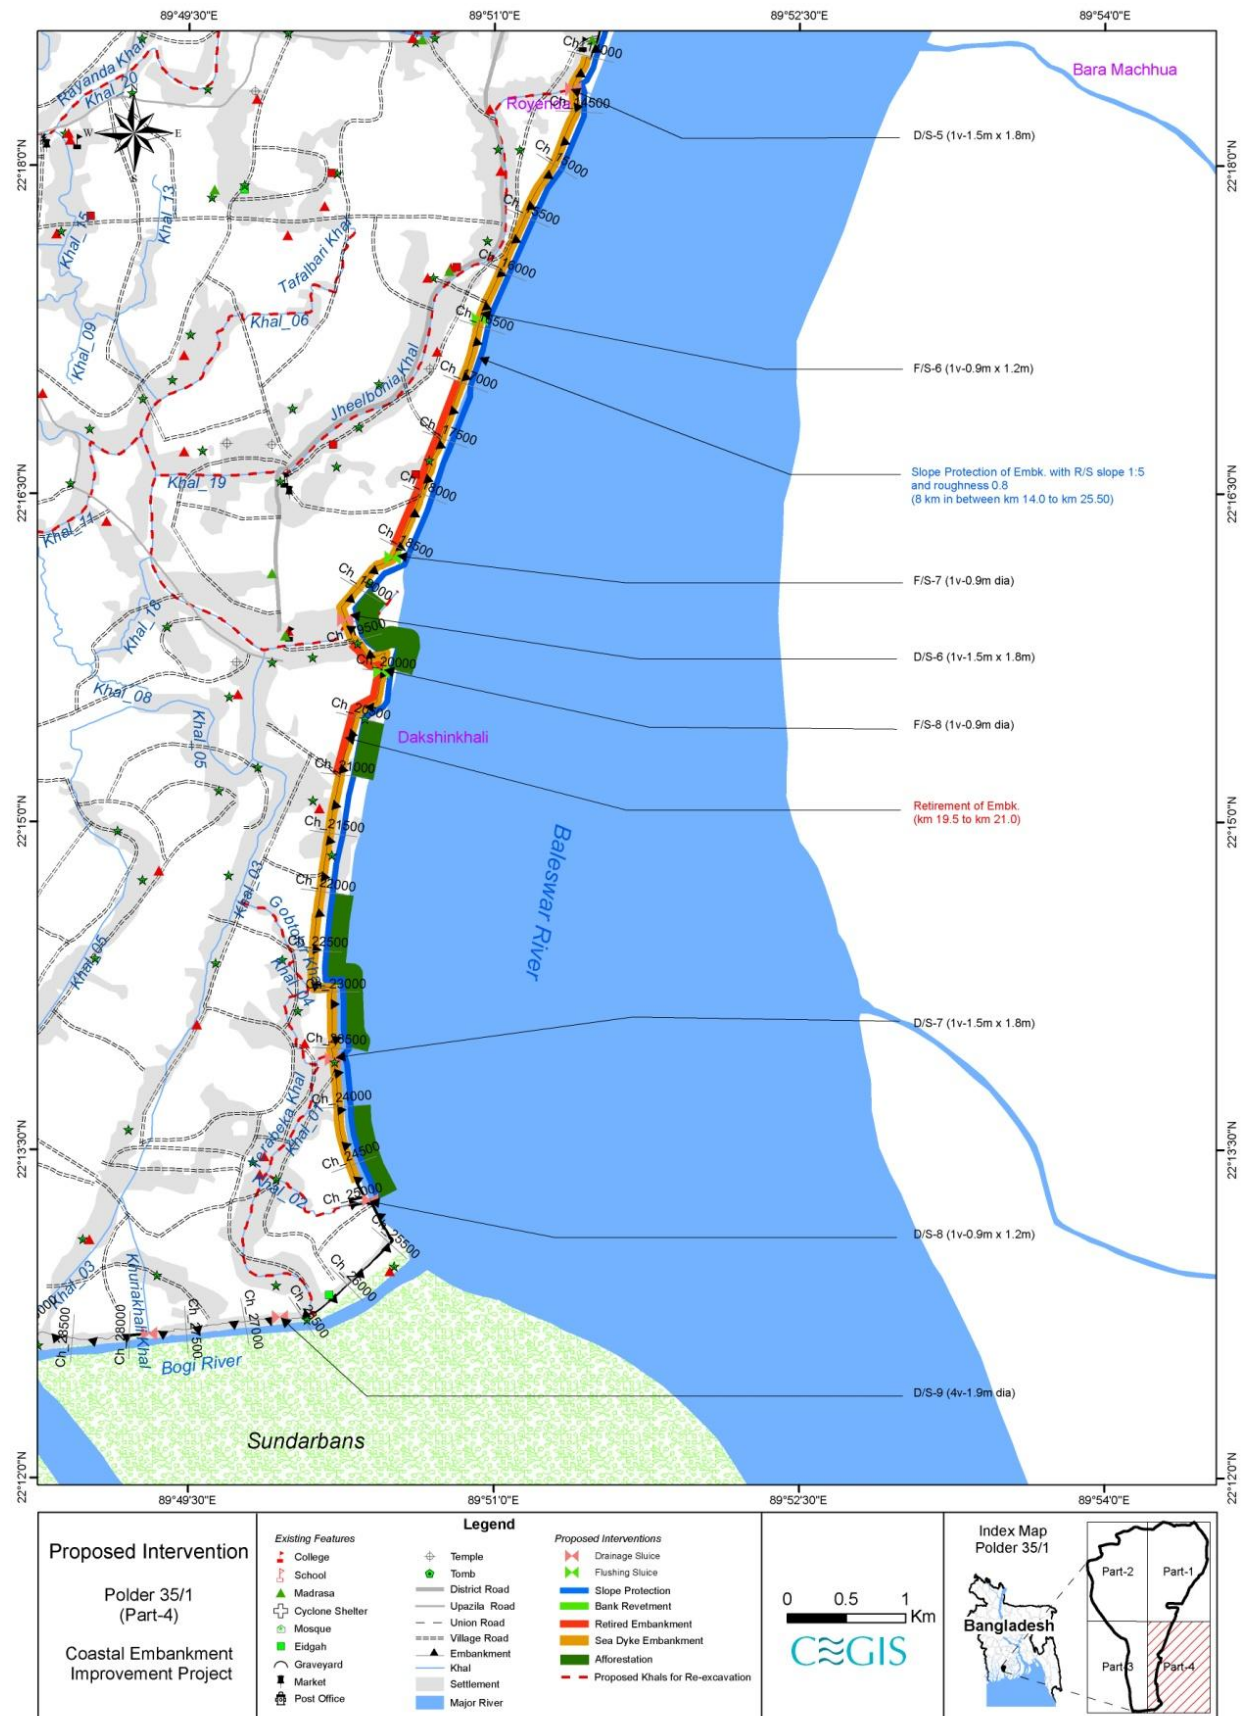 89°49'30"E
89°51'0"E
89°52'30"E
89°54'0"E
22°18'0"N
22°16'30"N
22°15'0"N
22°13'30"N
22°12'0"N
22°18'0"N
22°16'30"N
22°15'0"N
22°13'30"N
22°12'0"N
W
E
S
Rayanda Khal
Khal_20
Royenda
Bara Machhua
Ch_14500
D/S-5 (1v-1.5m x 1.8m)
Ch_15000
Khal_13
Khal_15
Tafalbari Khal
Ch_16000
Khal_06
Khal_09
F/S-6 (1v-0.9m x 1.2m)
Jheelbonia Khal
Ch_17500
Slope Protection of Embk. with R/S slope 1:5
and roughness 0.8
(8 km in between km 14.0 to km 25.50)
Khal_19
Ch_18000
Khal_11
Ch_18500
F/S-7 (1v-0.9m dia)
Ch_19000
Khal_18
D/S-6 (1v-1.5m x 1.8m)
Ch_20000
Khal_08
F/S-8 (1v-0.9m dia)
Khal_05
Dakshinkhali
Ch_21000
Retirement of Embk.
(km 19.5 to km 21.0)
Ch_21500
Baleswar River
Khal_03
Ch_22000
Ch_22500
Khal_05
Khal_04
Ch_23000
D/S-7 (1v-1.5m x 1.8m)
Ch_24000
Khal_01
Ch_24500
Khal_02
Ch_25000
D/S-8 (1v-0.9m x 1.2m)
Ch_25500
Ch_26000
Khal_03
Khuriakhali Khal
Ch_28500
Ch_28000
Ch_27500
Ch_27000
Bogi River
D/S-9 (4v-1.9m dia)
Sundarbans
89°49'30"E
89°51'0"E
89°52'30"E
89°54'0"E
Proposed Intervention
Polder 35/1
(Part-4)
Coastal Embankment
Improvement Project
Legend
Existing Features
College
School
Madrasa
Cyclone Shelter
Mosque
Eidgah
Graveyard
Market
Post Office
Temple
Tomb
District Road
Upazila Road
Union Road
Village Road
Embankment
Khal
Settlement
Major River
Proposed Interventions
Drainage Sluice
Flushing Sluice
Slope Protection
Bank Revetment
Retired Embankment
Sea Dyke Embankment
Afforestation
Proposed Khals for Re-excavation
0 0.5 1
Km
CEGIS
Index Map
Polder 35/1
Bangladesh
Part-2
Part-1
Part-3
Part-4